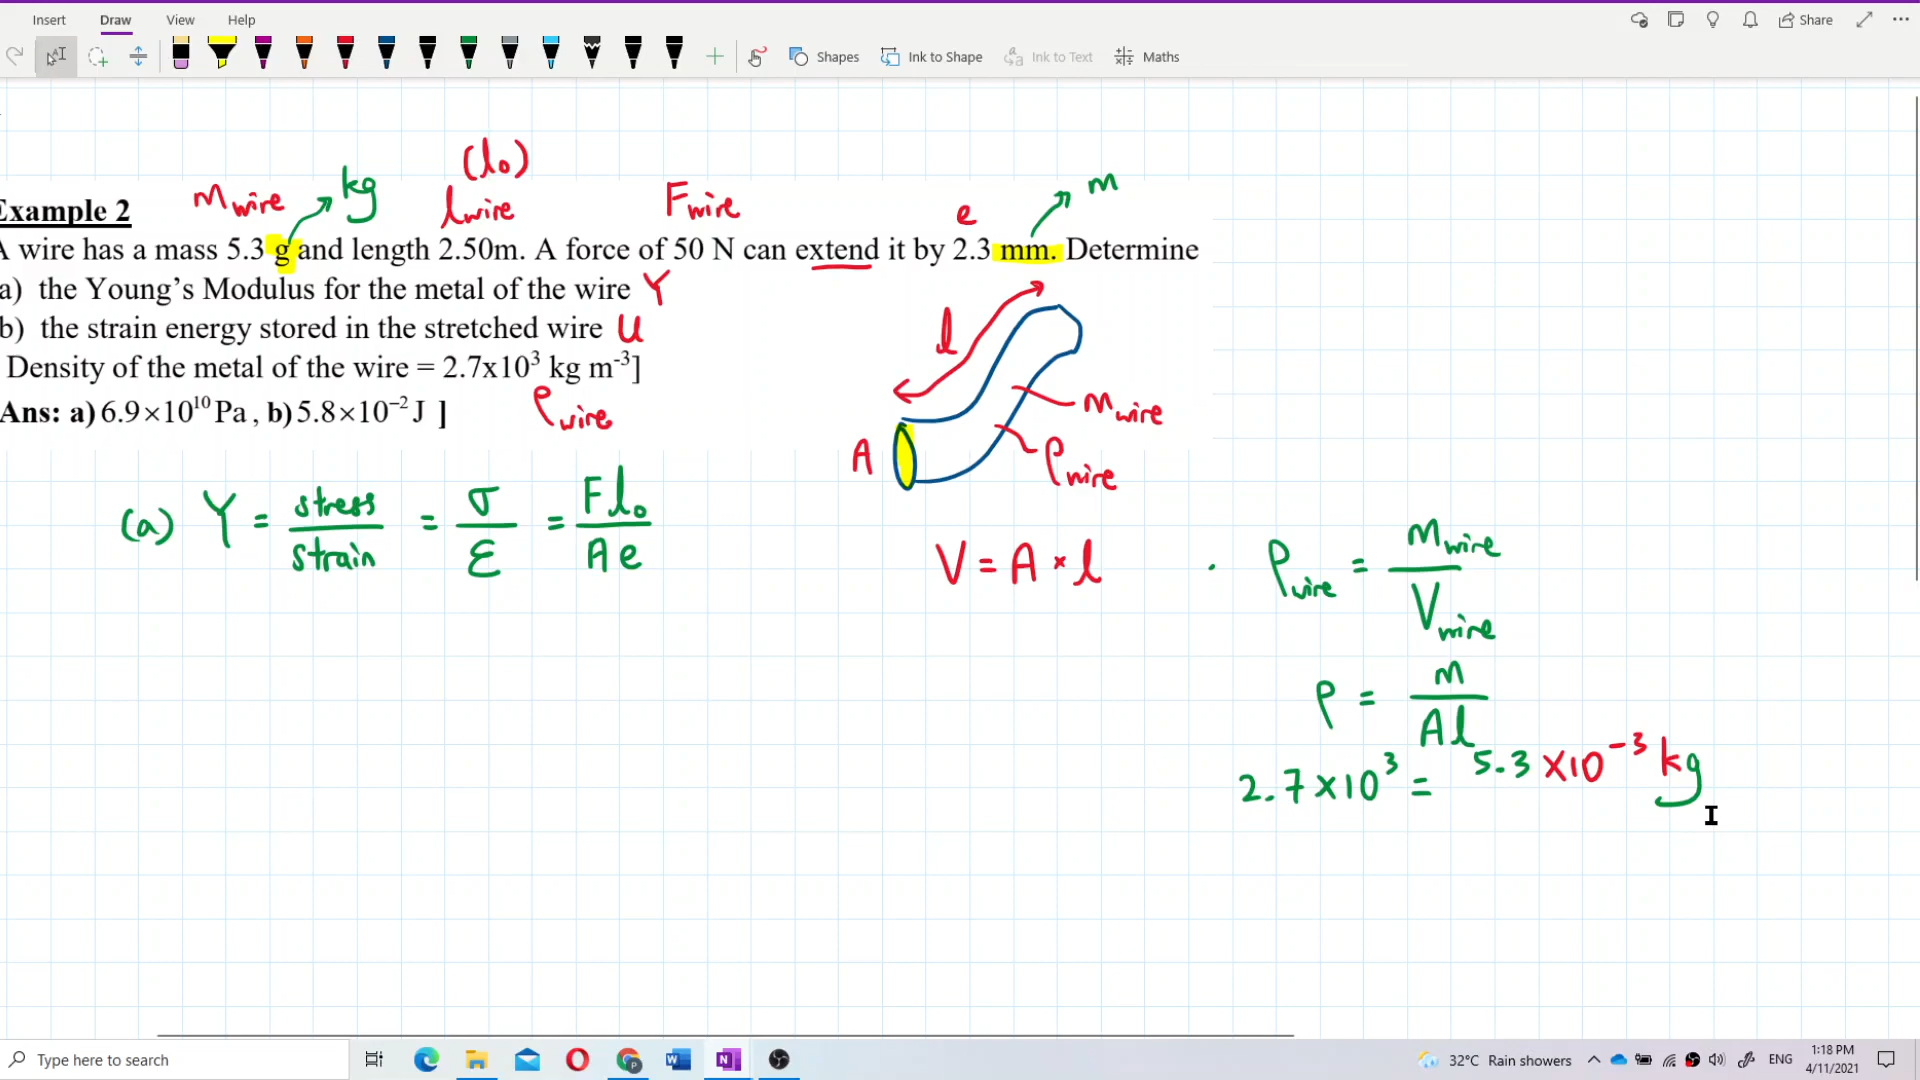 Insert Draw View Help
Share
Shapes Ink to Shape Ink to Text Maths
(l₀)
m wire → kg l wire F wire e → m
Example 2
A wire has a mass 5.3 g and length 2.50m. A force of 50 N can extend it by 2.3 mm. Determine
a) the Young's Modulus for the metal of the wire Y
b) the strain energy stored in the stretched wire U
Density of the metal of the wire = 2.7x10³ kg m⁻³]
ρ wire
Ans: a) 6.9×10¹⁰ Pa , b) 5.8×10⁻² J ]
l
m wire
A
ρ wire
(a) Y = stress/strain = σ/ε = F l₀/A e
V = A × l
ρ wire = m wire / V wire
ρ = m/Al
2.7 × 10³ = 5.3 ×10⁻³ kg
Type here to search
32°C Rain showers
ENG
1:18 PM
4/11/2021